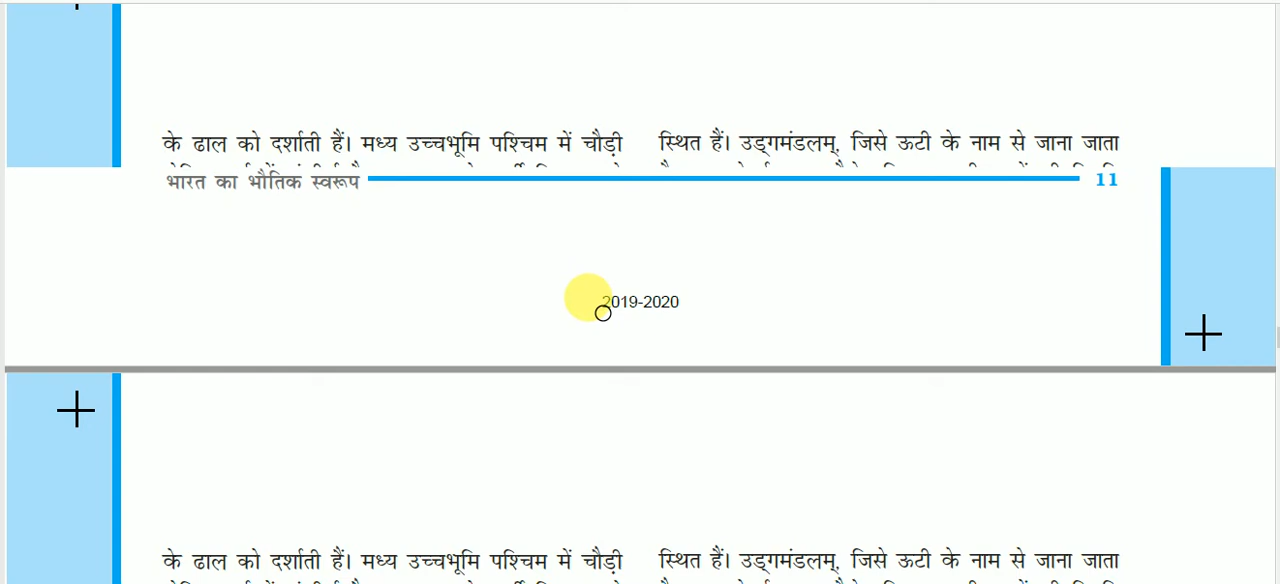 के ढाल को दर्शाती हैं। मध्य उच्चभूमि पश्चिम में चौड़ी
स्थित हैं। उड्गमंडलम्, जिसे ऊटी के नाम से जाना जाता
भारत का भौतिक स्वरूप 11
2019-2020
के ढाल को दर्शाती हैं। मध्य उच्चभूमि पश्चिम में चौड़ी
स्थित हैं। उड्गमंडलम्, जिसे ऊटी के नाम से जाना जाता